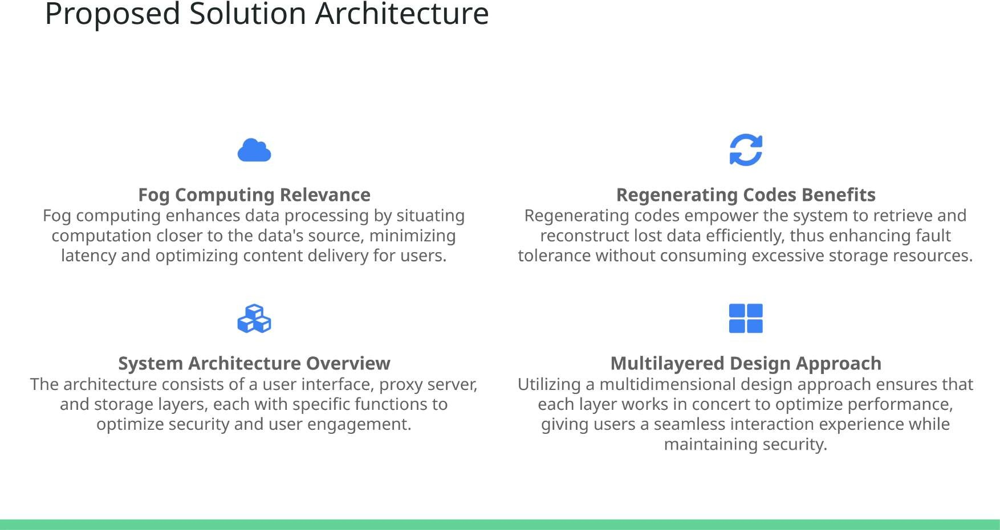 Proposed Solution Architecture
Fog Computing Relevance
Fog computing enhances data processing by situating
computation closer to the data's source, minimizing
latency and optimizing content delivery for users.
Regenerating Codes Benefits
Regenerating codes empower the system to retrieve and
reconstruct lost data efficiently, thus enhancing fault
tolerance without consuming excessive storage resources.
System Architecture Overview
The architecture consists of a user interface, proxy server,
and storage layers, each with specific functions to
optimize security and user engagement.
Multilayered Design Approach
Utilizing a multidimensional design approach ensures that
each layer works in concert to optimize performance,
giving users a seamless interaction experience while
maintaining security.